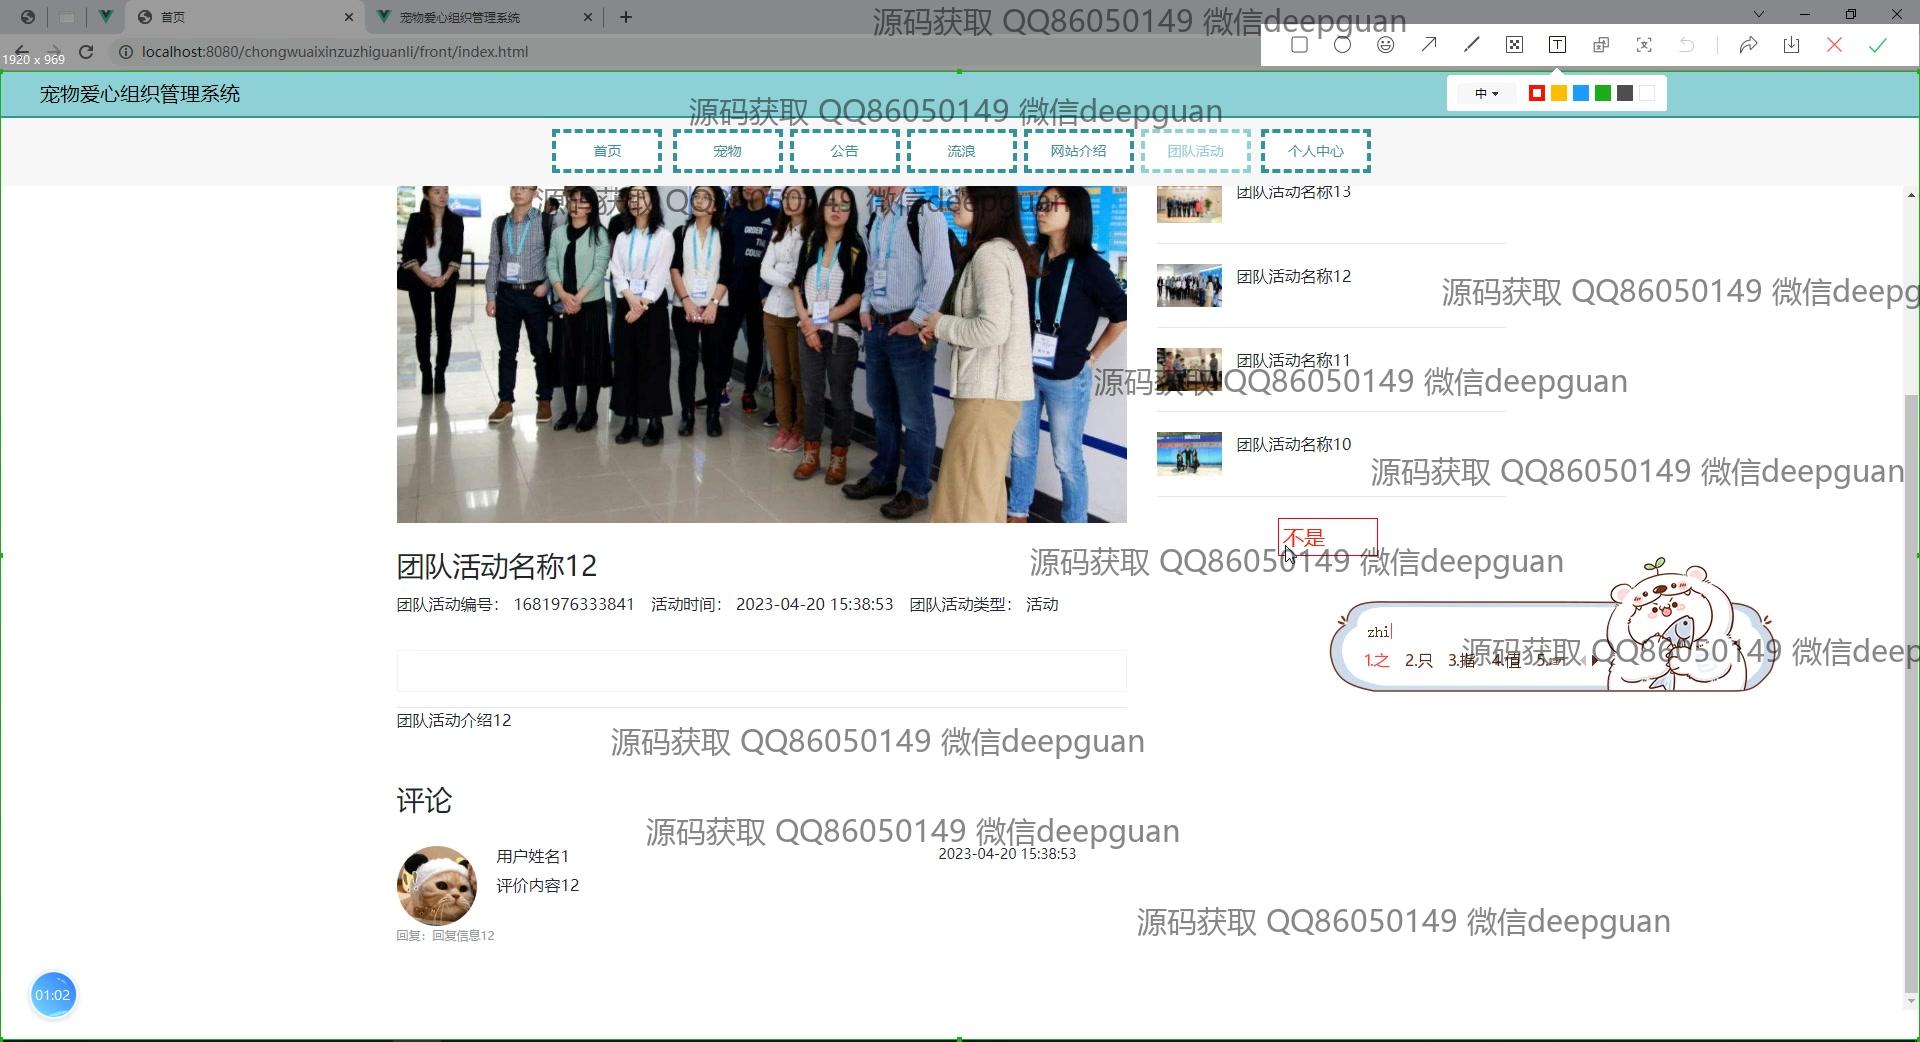 首页
宠物爱心组织管理系统
源码获取 QQ86050149 微信deepguan
localhost:8080/chongwuaixinzuzhiguanli/front/index.html
1920 x 969
宠物爱心组织管理系统
中
源码获取 QQ86050149 微信deepguan
首页
宠物
公告
流浪
网站介绍
团队活动
个人中心
源码获取 QQ86050149 微信deepguan
团队活动名称13
团队活动名称12
源码获取 QQ86050149 微信deepg
团队活动名称11
源码获取 QQ86050149 微信deepguan
团队活动名称10
源码获取 QQ86050149 微信deepguan
不是
团队活动名称12
源码获取 QQ86050149 微信deepguan
团队活动编号： 1681976333841 活动时间： 2023-04-20 15:38:53 团队活动类型： 活动
zhi
1.之 2.只 3.指 4.值
源码获取 QQ86050149 微信deep
团队活动介绍12
源码获取 QQ86050149 微信deepguan
评论
源码获取 QQ86050149 微信deepguan
用户姓名1
2023-04-20 15:38:53
评价内容12
源码获取 QQ86050149 微信deepguan
回复：回复信息12
01:02